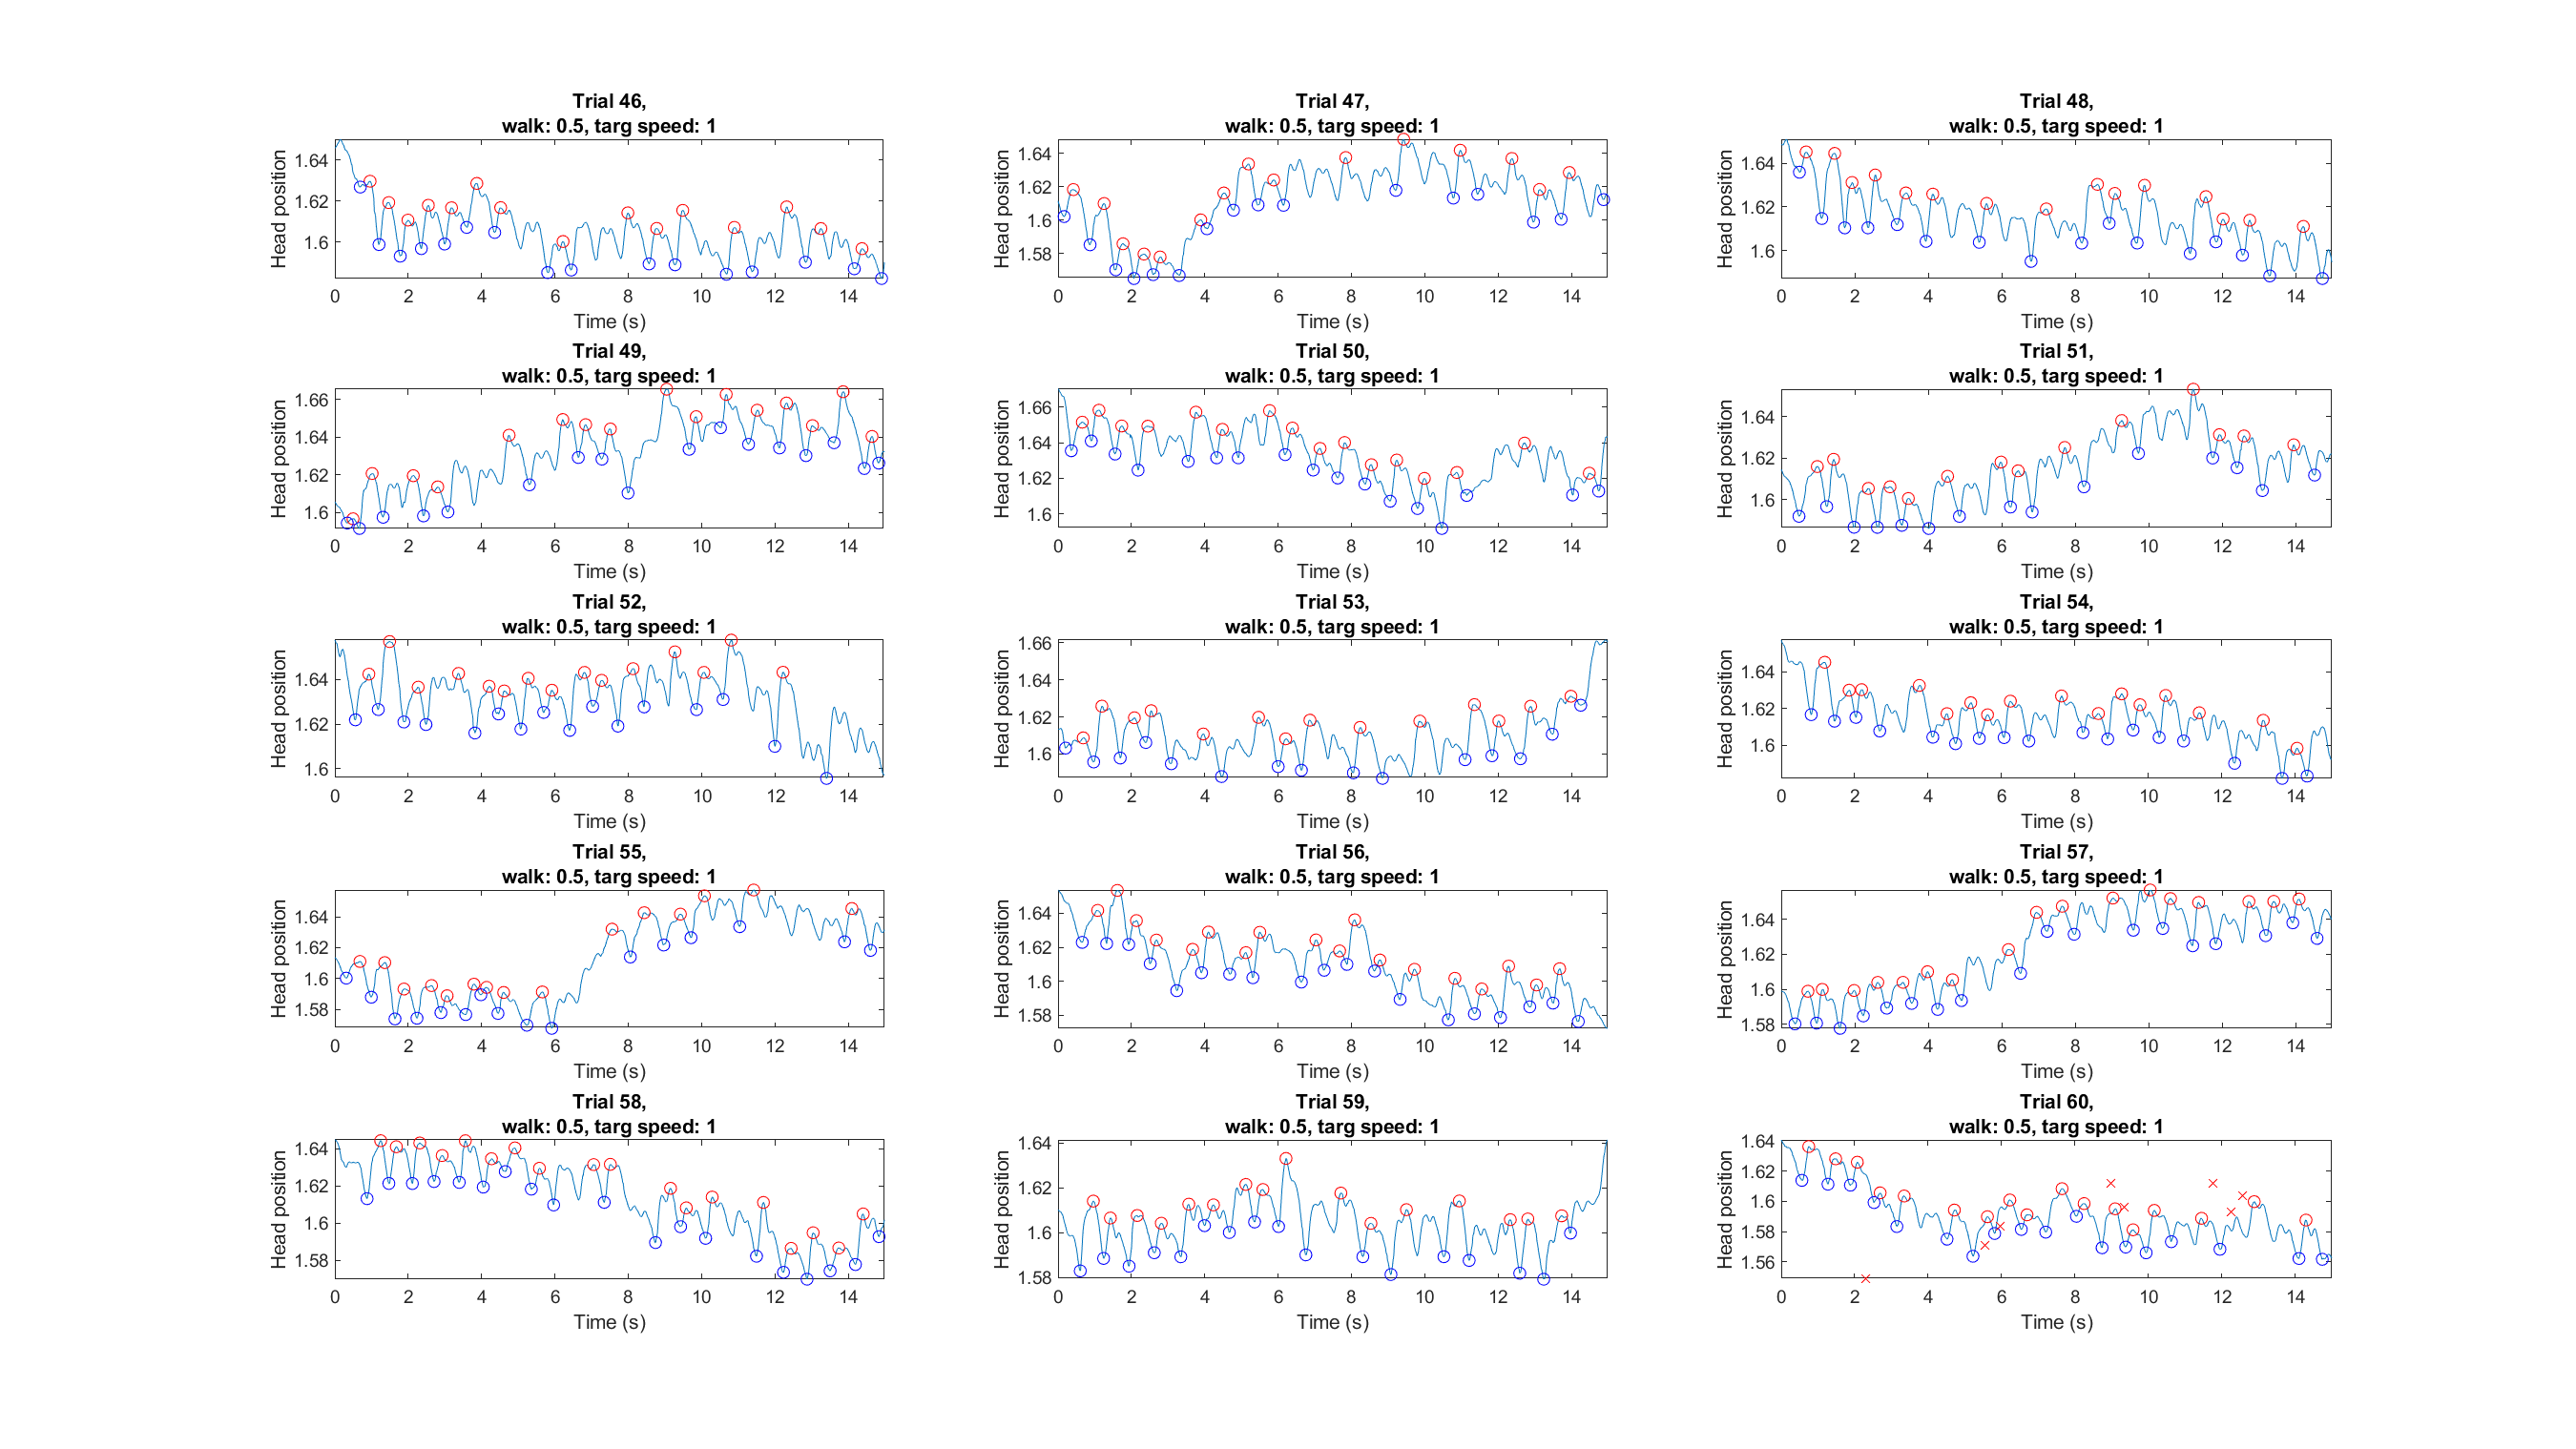 Trial 46,
walk: 0.5, targ speed: 1
Head position
1.64
1.62
1.6
0 2 4 6 8 10 12 14
Time (s)
Trial 47,
walk: 0.5, targ speed: 1
Head position
1.64
1.62
1.6
1.58
0 2 4 6 8 10 12 14
Time (s)
Trial 48,
walk: 0.5, targ speed: 1
Head position
1.64
1.62
1.6
0 2 4 6 8 10 12 14
Time (s)
Trial 49,
walk: 0.5, targ speed: 1
Head position
1.66
1.64
1.62
1.6
0 2 4 6 8 10 12 14
Time (s)
Trial 50,
walk: 0.5, targ speed: 1
Head position
1.66
1.64
1.62
1.6
0 2 4 6 8 10 12 14
Time (s)
Trial 51,
walk: 0.5, targ speed: 1
Head position
1.64
1.62
1.6
0 2 4 6 8 10 12 14
Time (s)
Trial 52,
walk: 0.5, targ speed: 1
Head position
1.64
1.62
1.6
0 2 4 6 8 10 12 14
Time (s)
Trial 53,
walk: 0.5, targ speed: 1
Head position
1.66
1.64
1.62
1.6
0 2 4 6 8 10 12 14
Time (s)
Trial 54,
walk: 0.5, targ speed: 1
Head position
1.64
1.62
1.6
0 2 4 6 8 10 12 14
Time (s)
Trial 55,
walk: 0.5, targ speed: 1
Head position
1.64
1.62
1.6
1.58
0 2 4 6 8 10 12 14
Time (s)
Trial 56,
walk: 0.5, targ speed: 1
Head position
1.64
1.62
1.6
1.58
0 2 4 6 8 10 12 14
Time (s)
Trial 57,
walk: 0.5, targ speed: 1
Head position
1.64
1.62
1.6
1.58
0 2 4 6 8 10 12 14
Time (s)
Trial 58,
walk: 0.5, targ speed: 1
Head position
1.64
1.62
1.6
1.58
0 2 4 6 8 10 12 14
Time (s)
Trial 59,
walk: 0.5, targ speed: 1
Head position
1.64
1.62
1.6
1.58
0 2 4 6 8 10 12 14
Time (s)
Trial 60,
walk: 0.5, targ speed: 1
Head position
1.64
1.62
1.6
1.58
1.56
0 2 4 6 8 10 12 14
Time (s)